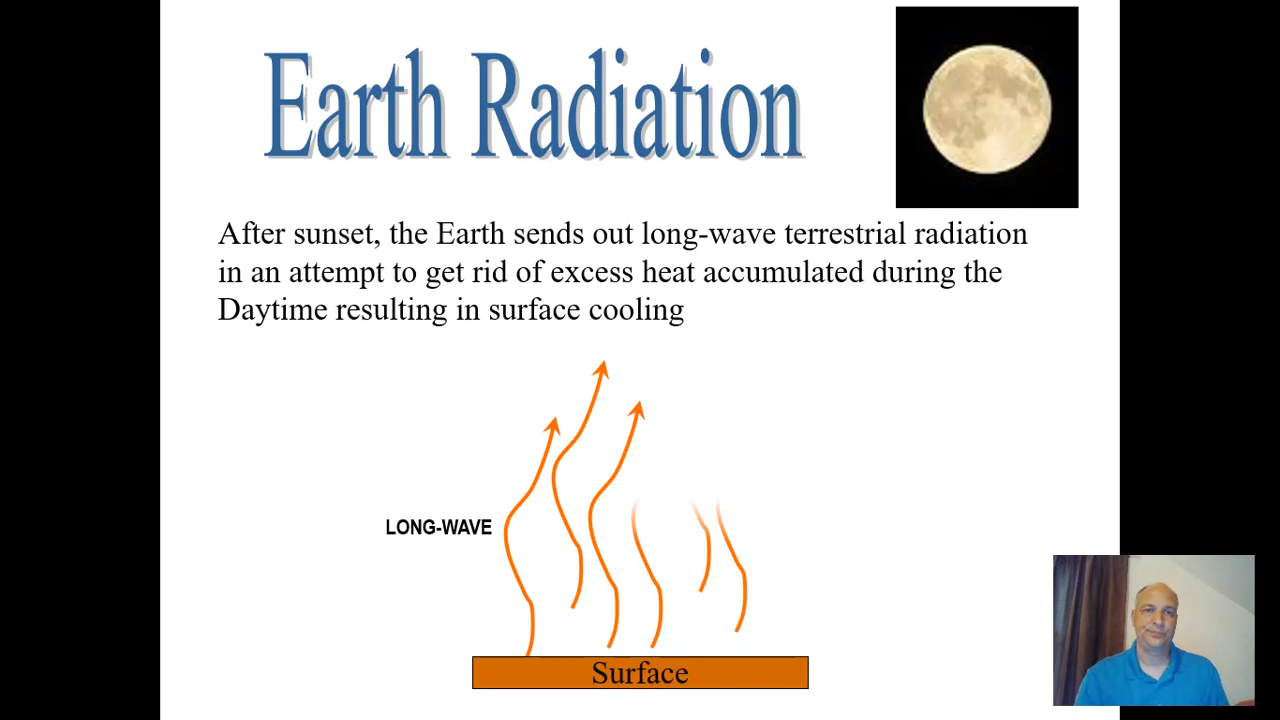 Earth Radiation
After sunset, the Earth sends out long-wave terrestrial radiation
in an attempt to get rid of excess heat accumulated during the
Daytime resulting in surface cooling
LONG-WAVE
Surface